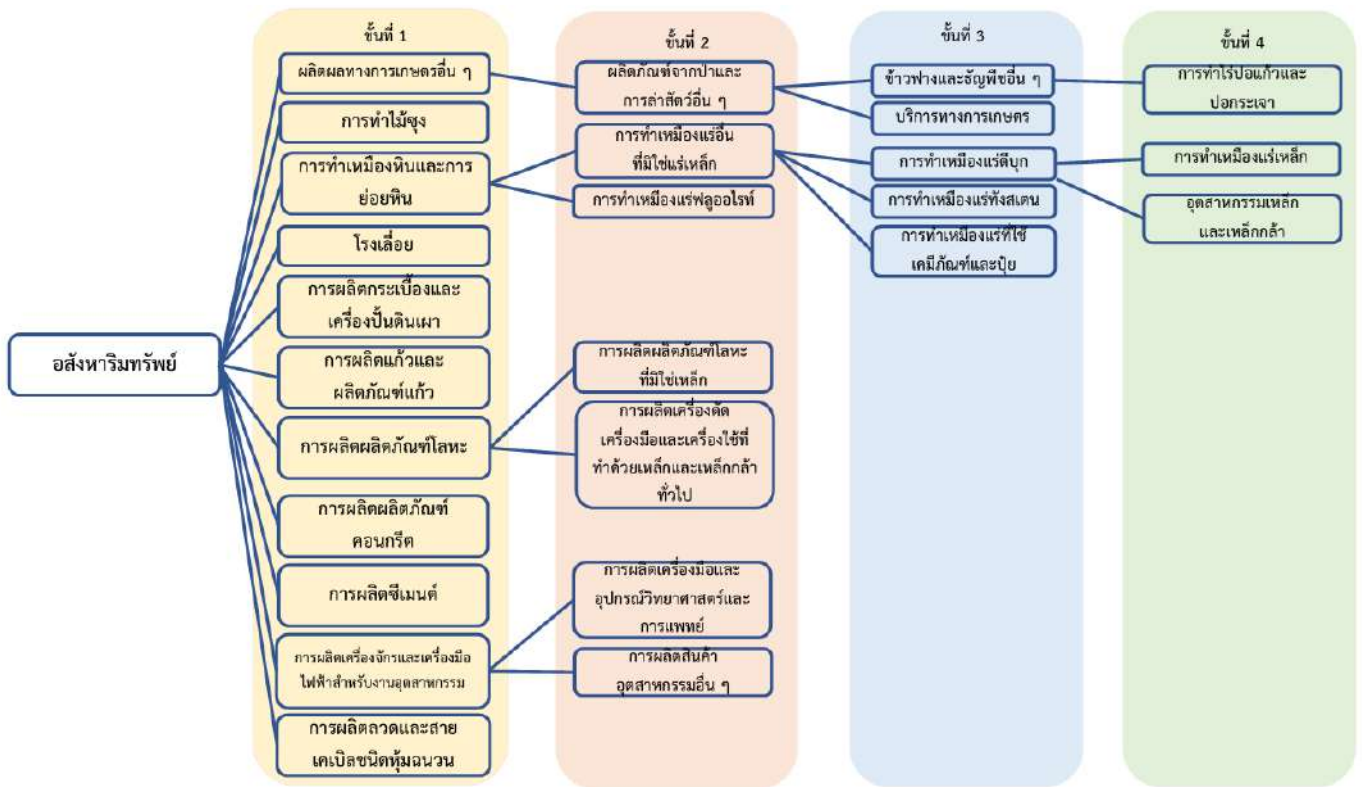 อสังหาริมทรัพย์
ขั้นที่ 1
ผลิตผลทางการเกษตรอื่น ๆ
การทำไม้ซุง
การทำเหมืองหินและการ
ย่อยหิน
โรงเลื่อย
การผลิตกระเบื้องและ
เครื่องปั้นดินเผา
การผลิตแก้วและ
ผลิตภัณฑ์แก้ว
การผลิตผลิตภัณฑ์โลหะ
การผลิตผลิตภัณฑ์
คอนกรีต
การผลิตซีเมนต์
การผลิตเครื่องจักรและเครื่องมือ
ไฟฟ้าสำหรับงานอุตสาหกรรม
การผลิตลวดและสาย
เคเบิลชนิดหุ้มฉนวน
ขั้นที่ 2
ผลิตภัณฑ์จากป่าและ
การล่าสัตว์อื่น ๆ
การทำเหมืองแร่อื่น
ที่มิใช่แร่เหล็ก
การทำเหมืองแร่ฟลูออไรท์
การผลิตผลิตภัณฑ์โลหะ
ที่มิใช่เหล็ก
การผลิตเครื่องตัด
เครื่องมือและเครื่องใช้ที่
ทำด้วยเหล็กและเหล็กกล้า
ทั่วไป
การผลิตเครื่องมือและ
อุปกรณ์วิทยาศาสตร์และ
การแพทย์
การผลิตสินค้า
อุตสาหกรรมอื่น ๆ
ขั้นที่ 3
ข้าวฟางและธัญพืชอื่น ๆ
บริการทางการเกษตร
การทำเหมืองแร่ดีบุก
การทำเหมืองแร่ทังสเตน
การทำเหมืองแร่ที่ใช้
เคมีภัณฑ์และปุ๋ย
ขั้นที่ 4
การทำไร่ปอแก้วและ
ปอกระเจา
การทำเหมืองแร่เหล็ก
อุตสาหกรรมเหล็ก
และเหล็กกล้า